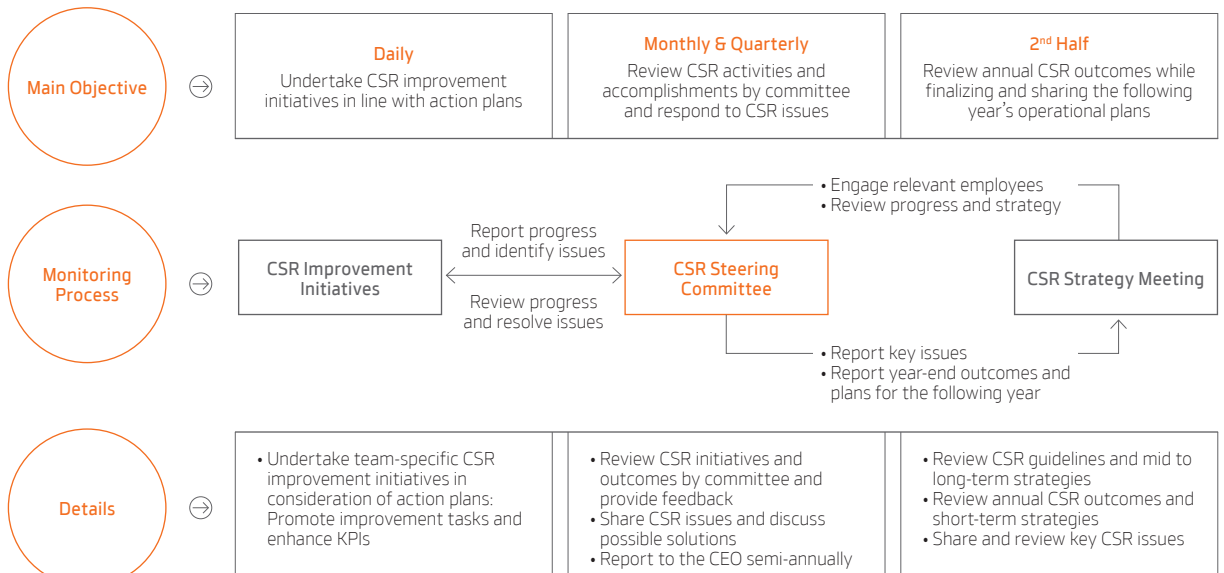 Main Objective
Daily
Undertake CSR improvement
initiatives in line with action plans
Monthly & Quarterly
Review CSR activities and
accomplishments by committee
and respond to CSR issues
2nd Half
Review annual CSR outcomes while
finalizing and sharing the following
year's operational plans
Monitoring
Process
CSR Improvement
Initiatives
Report progress
and identify issues
Review progress
and resolve issues
CSR Steering
Committee
• Engage relevant employees
• Review progress and strategy
CSR Strategy Meeting
• Report key issues
• Report year-end outcomes and
plans for the following year
Details
• Undertake team-specific CSR
improvement initiatives in
consideration of action plans:
Promote improvement tasks and
enhance KPIs
• Review CSR initiatives and
outcomes by committee and
provide feedback
• Share CSR issues and discuss
possible solutions
• Report to the CEO semi-annually
• Review CSR guidelines and mid to
long-term strategies
• Review annual CSR outcomes and
short-term strategies
• Share and review key CSR issues